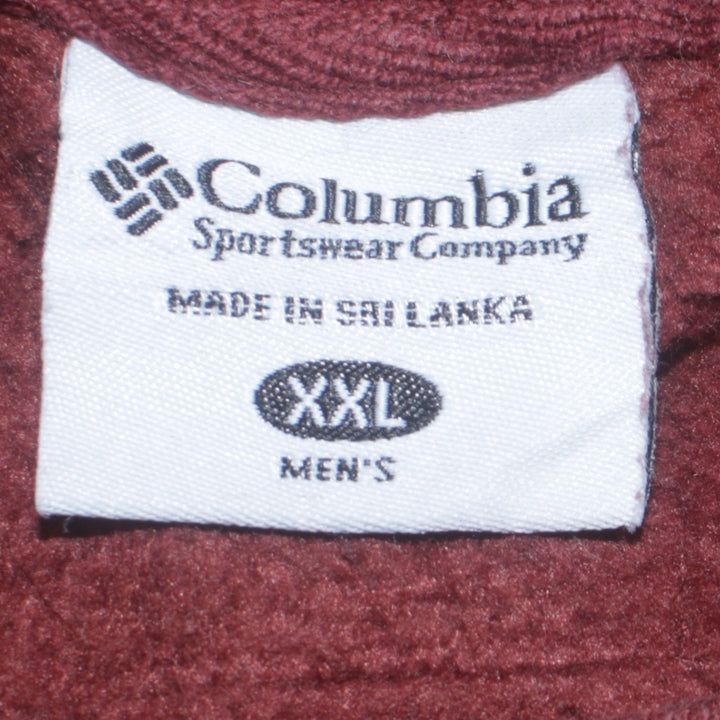 Columbia
Sportswear Company
MADE IN SRI LANKA
XXL
MEN'S